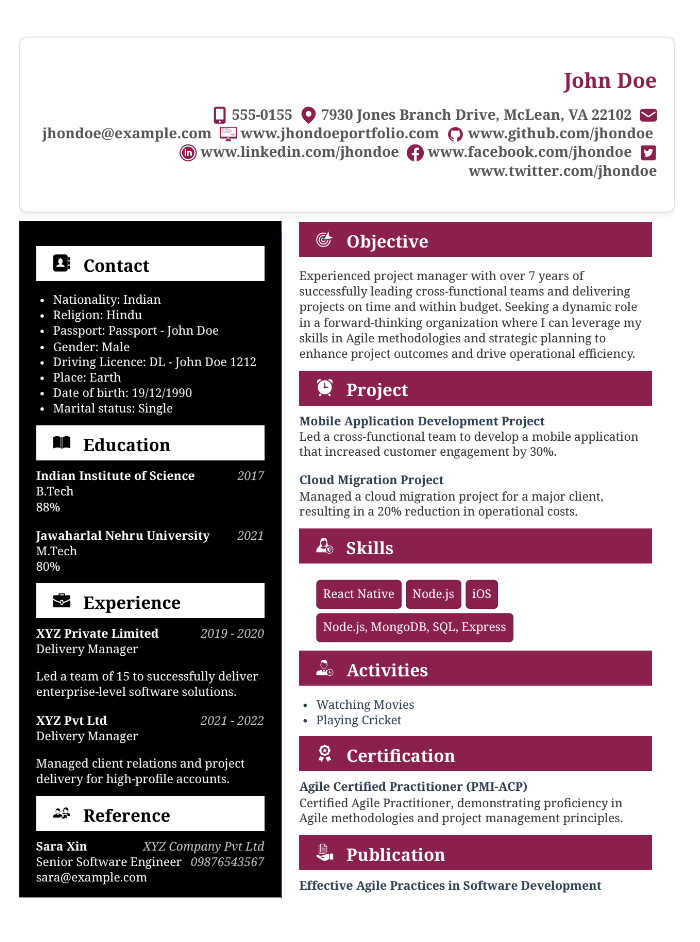 John Doe
555-0155 7930 Jones Branch Drive, McLean, VA 22102
jhondoe@example.com www.jhondoeportfolio.com www.github.com/jhondoe
www.linkedin.com/jhondoe www.facebook.com/jhondoe
www.twitter.com/jhondoe
Contact
• Nationality: Indian
• Religion: Hindu
• Passport: Passport - John Doe
• Gender: Male
• Driving Licence: DL - John Doe 1212
• Place: Earth
• Date of birth: 19/12/1990
• Marital status: Single
Education
Indian Institute of Science 2017
B.Tech
88%
Jawaharlal Nehru University 2021
M.Tech
80%
Experience
XYZ Private Limited 2019 - 2020
Delivery Manager
Led a team of 15 to successfully deliver
enterprise-level software solutions.
XYZ Pvt Ltd 2021 - 2022
Delivery Manager
Managed client relations and project
delivery for high-profile accounts.
Reference
Sara Xin XYZ Company Pvt Ltd
Senior Software Engineer 09876543567
sara@example.com
Objective
Experienced project manager with over 7 years of
successfully leading cross-functional teams and delivering
projects on time and within budget. Seeking a dynamic role
in a forward-thinking organization where I can leverage my
skills in Agile methodologies and strategic planning to
enhance project outcomes and drive operational efficiency.
Project
Mobile Application Development Project
Led a cross-functional team to develop a mobile application
that increased customer engagement by 30%.
Cloud Migration Project
Managed a cloud migration project for a major client,
resulting in a 20% reduction in operational costs.
Skills
React Native Node.js iOS
Node.js, MongoDB, SQL, Express
Activities
• Watching Movies
• Playing Cricket
Certification
Agile Certified Practitioner (PMI-ACP)
Certified Agile Practitioner, demonstrating proficiency in
Agile methodologies and project management principles.
Publication
Effective Agile Practices in Software Development